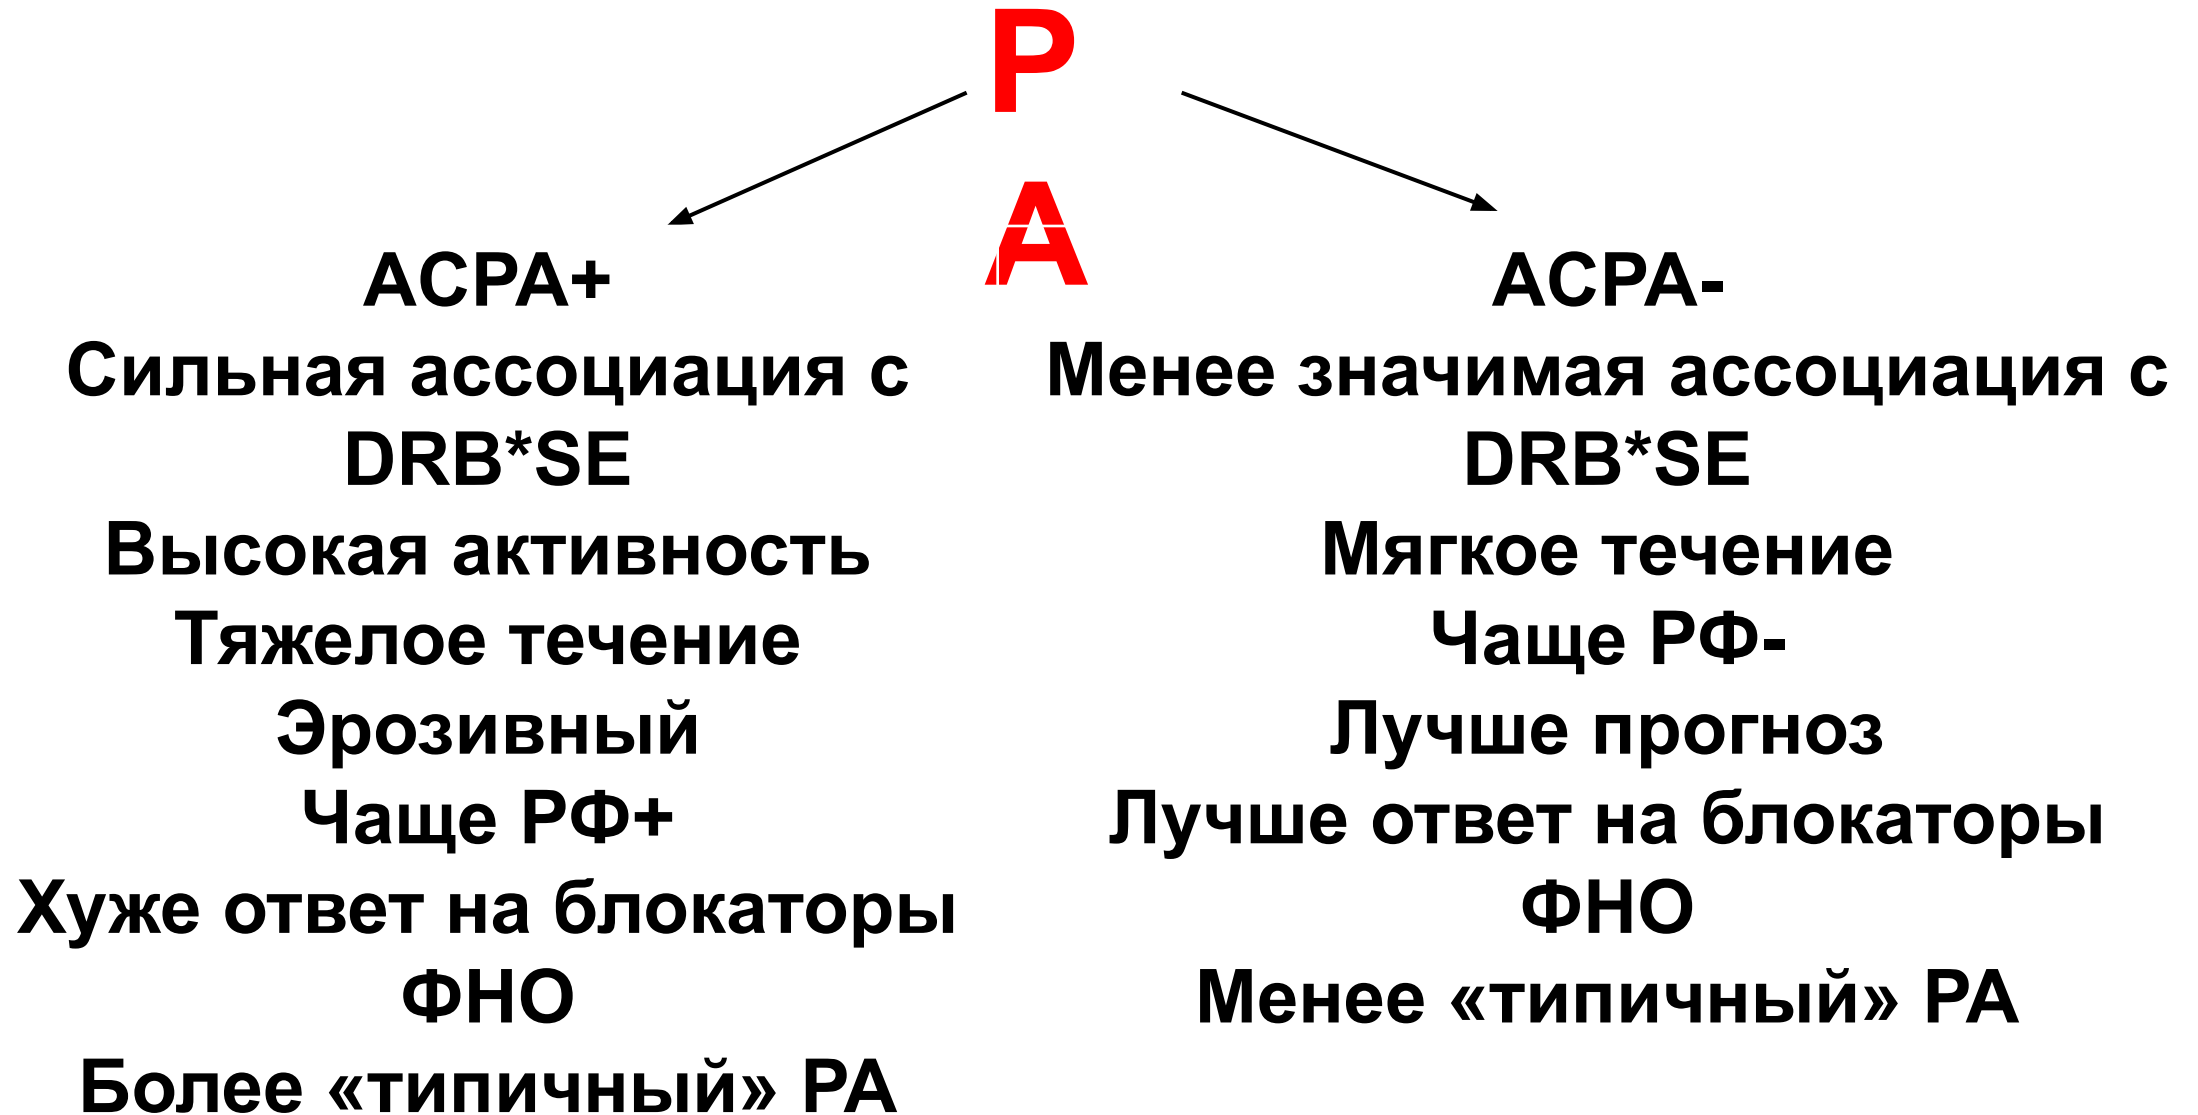 Р
А
ACPA+
Сильная ассоциация с
DRB*SE
Высокая активность
Тяжелое течение
Эрозивный
Чаще РФ+
Хуже ответ на блокаторы
ФНО
Более «типичный» РА
ACPA-
Менее значимая ассоциация с
DRB*SE
Мягкое течение
Чаще РФ-
Лучше прогноз
Лучше ответ на блокаторы
ФНО
Менее «типичный» РА